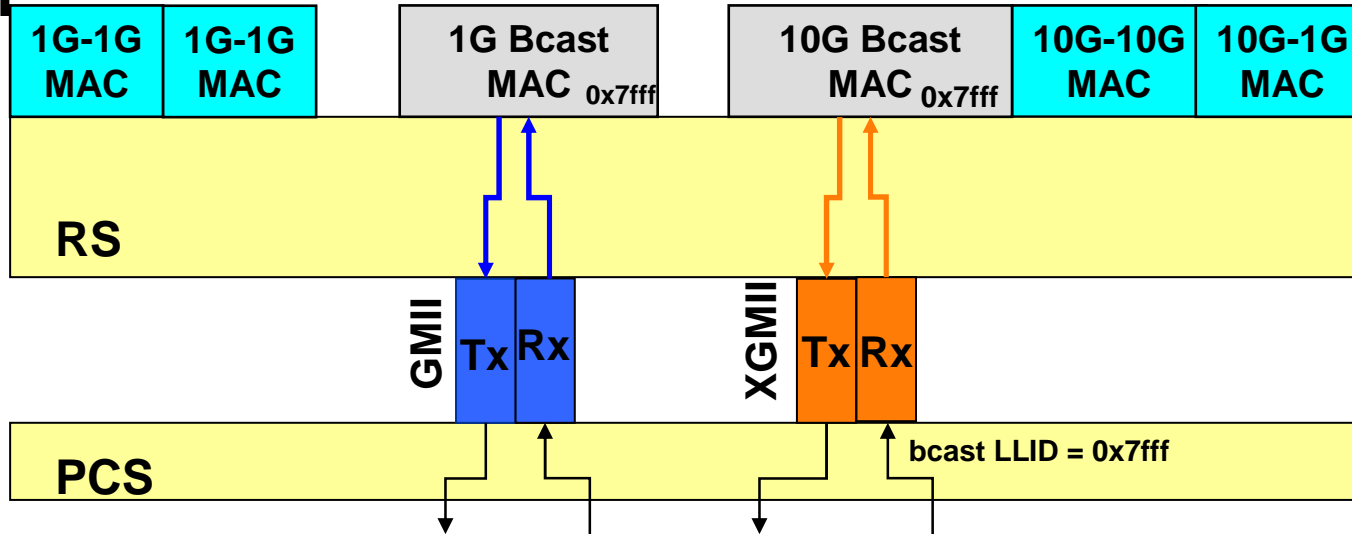 1G-1G
MAC
1G-1G
MAC
1G Bcast
MAC 0x7fff
10G Bcast
MAC 0x7fff
10G-10G
MAC
10G-1G
MAC
RS
GMII
Tx
Rx
XGMII
Tx
Rx
bcast LLID = 0x7fff
PCS